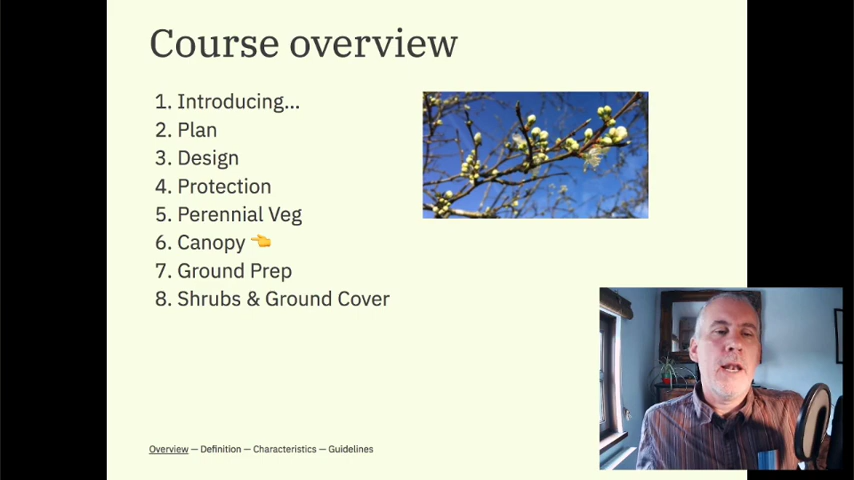 Course overview
1. Introducing...
2. Plan
3. Design
4. Protection
5. Perennial Veg
6. Canopy 👈
7. Ground Prep
8. Shrubs & Ground Cover
Overview — Definition — Characteristics — Guidelines